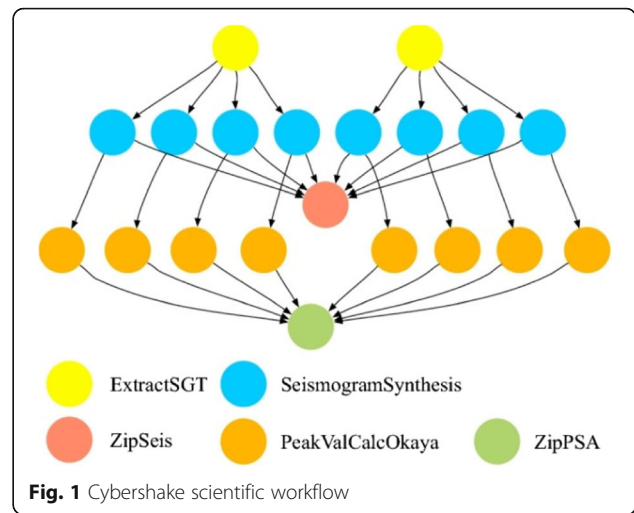 ExtractSGT
SeismogramSynthesis
ZipSeis
PeakValCalcOkaya
ZipPSA
Fig. 1 Cybershake scientific workflow